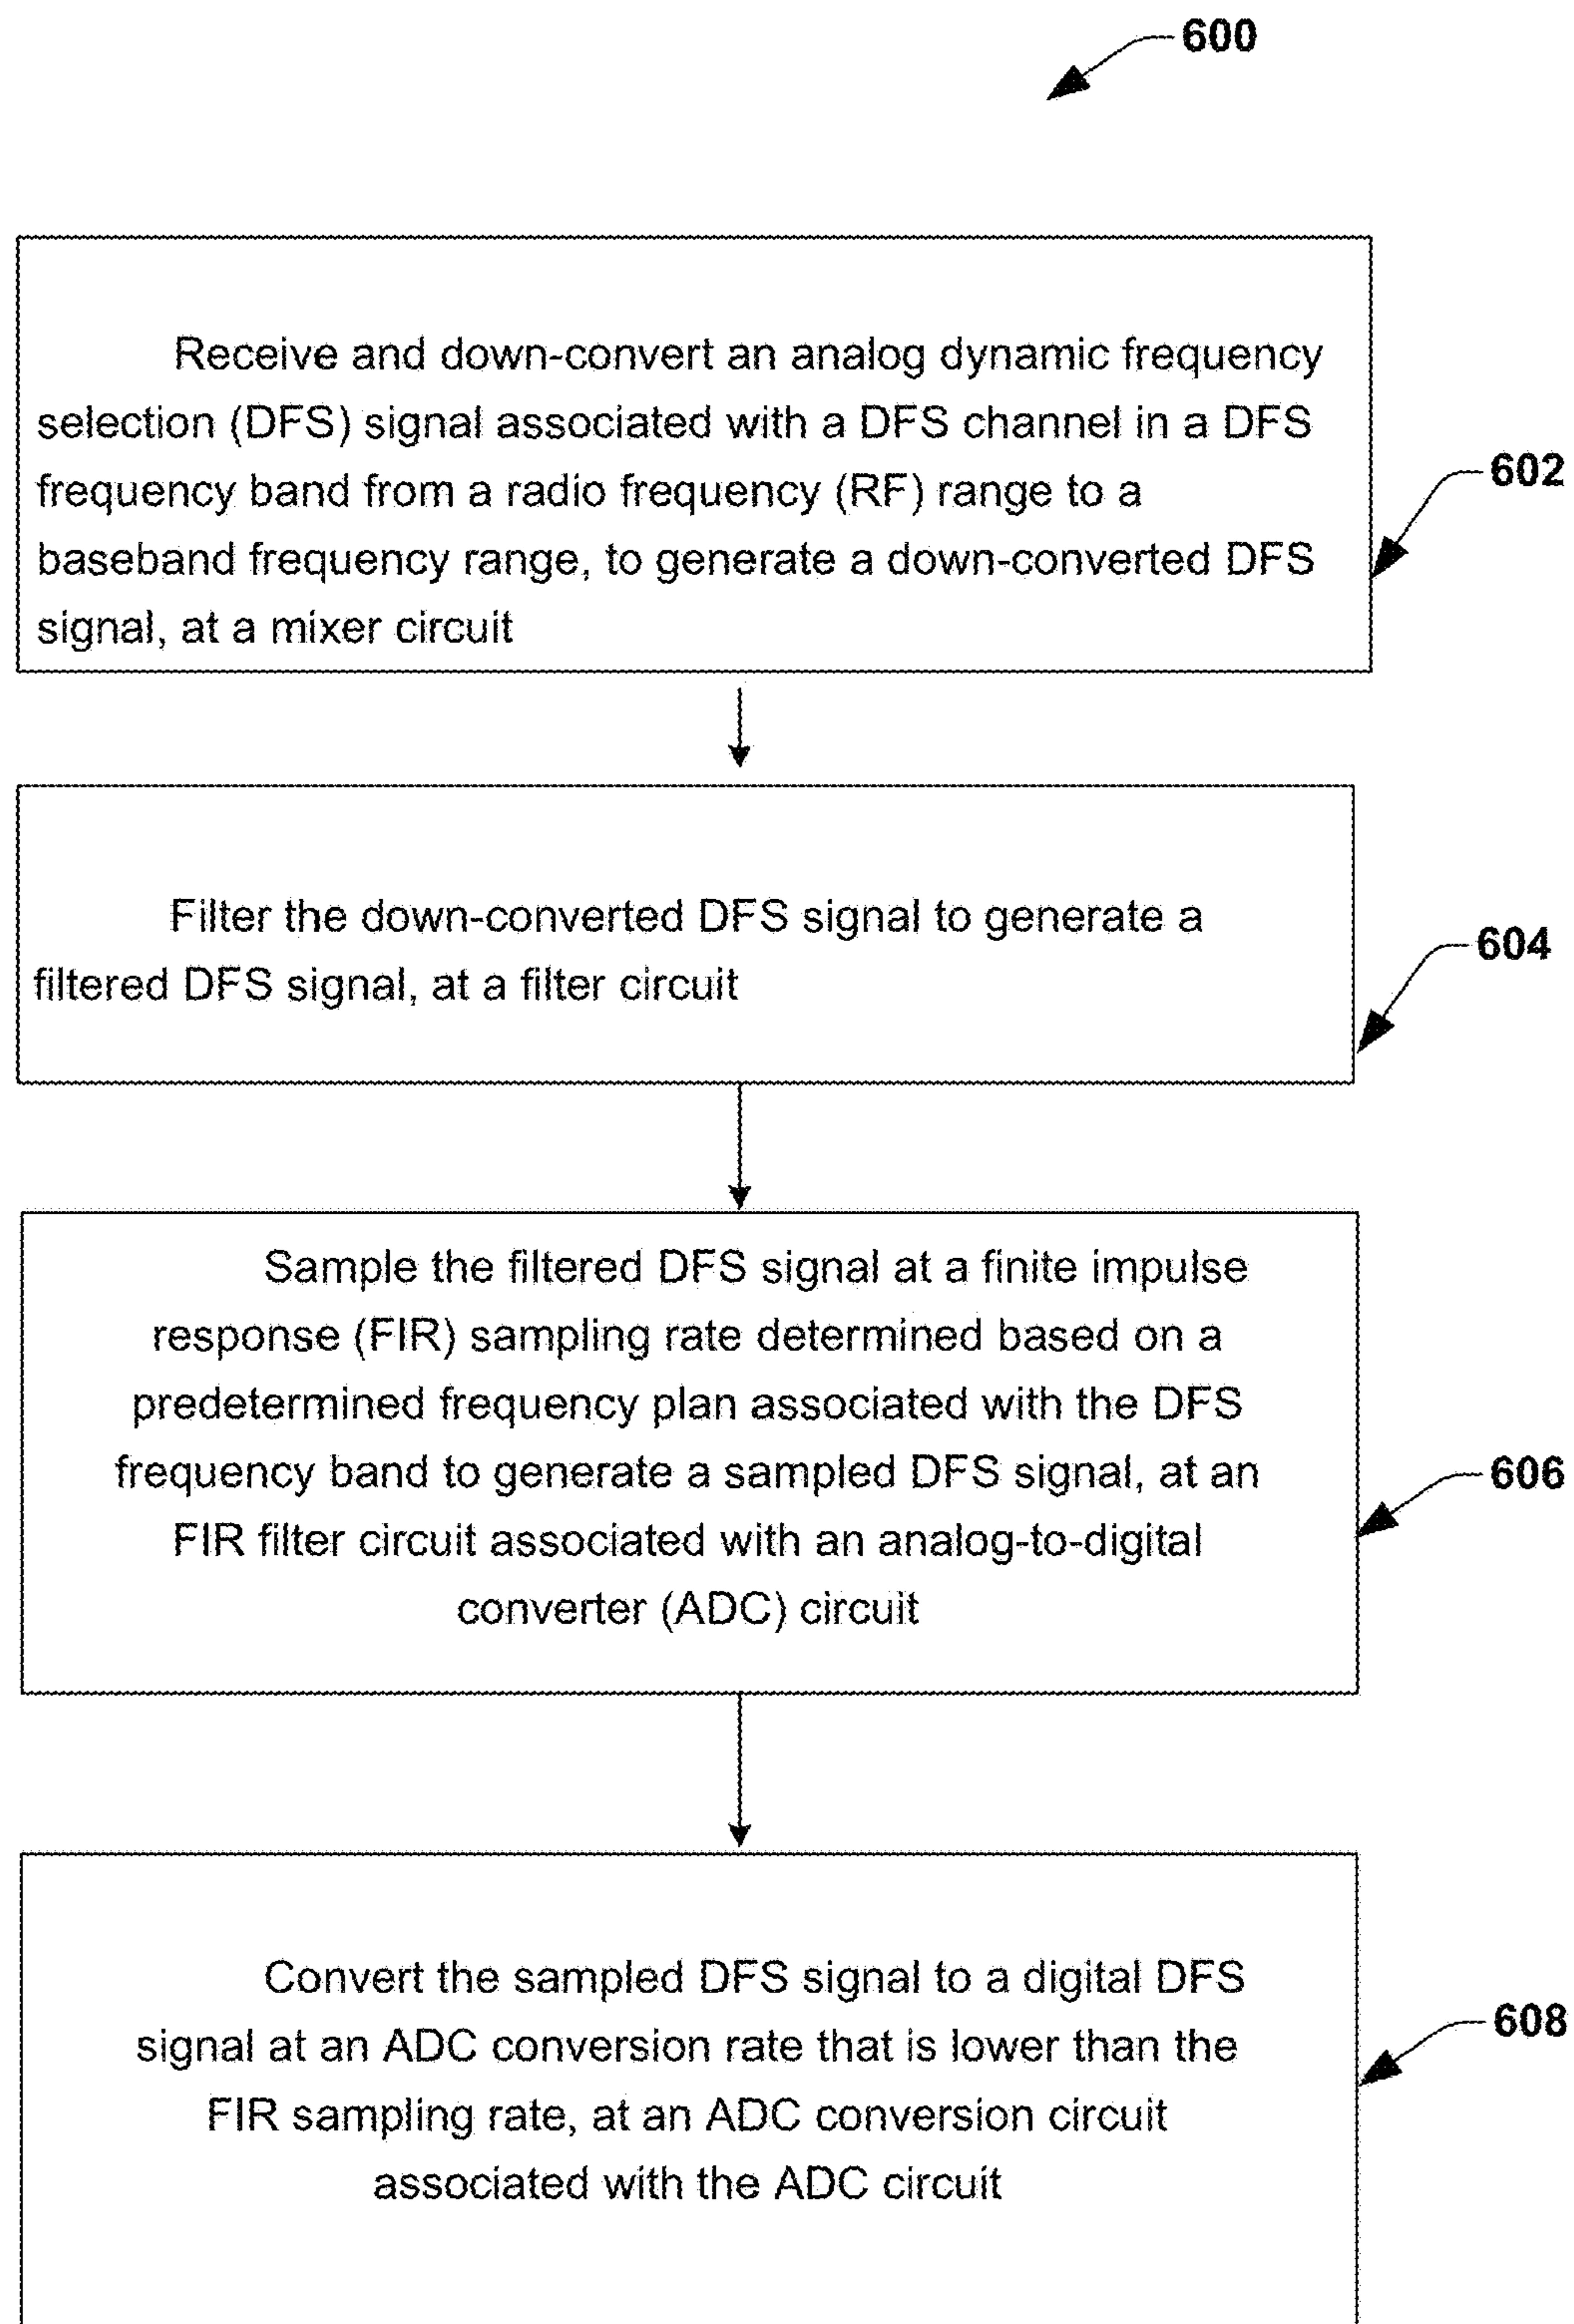 600
Receive and down-convert an analog dynamic frequency
selection (DFS) signal associated with a DFS channel in a DFS
frequency band from a radio frequency (RF) range to a
baseband frequency range, to generate a down-converted DFS
signal, at a mixer circuit
602
Filter the down-converted DFS signal to generate a
filtered DFS signal, at a filter circuit
604
Sample the filtered DFS signal at a finite impulse
response (FIR) sampling rate determined based on a
predetermined frequency plan associated with the DFS
frequency band to generate a sampled DFS signal, at an
FIR filter circuit associated with an analog-to-digital
converter (ADC) circuit
606
Convert the sampled DFS signal to a digital DFS
signal at an ADC conversion rate that is lower than the
FIR sampling rate, at an ADC conversion circuit
associated with the ADC circuit
608